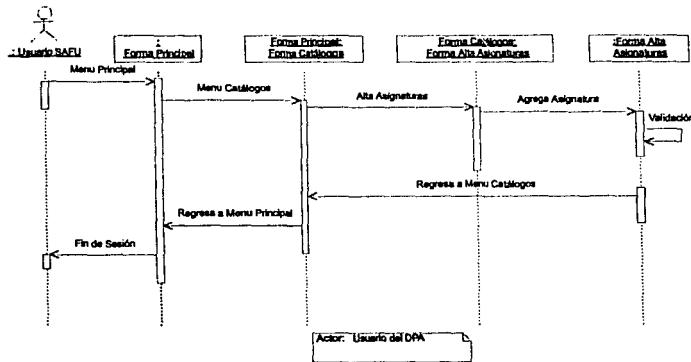 : Usuario SAFU
:
Forma Principal
Forma Principal:
Forma Catálogos
Forma Catálogos:
Forma Alta Asignaturas
:Forma Alta
Asignaturas
Menu Principal
Menu Catálogos
Alta Asignaturas
Agrega Asignatura
Validación
Regresa a Menu Catálogos
Regresa a Menu Principal
Fin de Sesión
Actor: Usuario del DPA